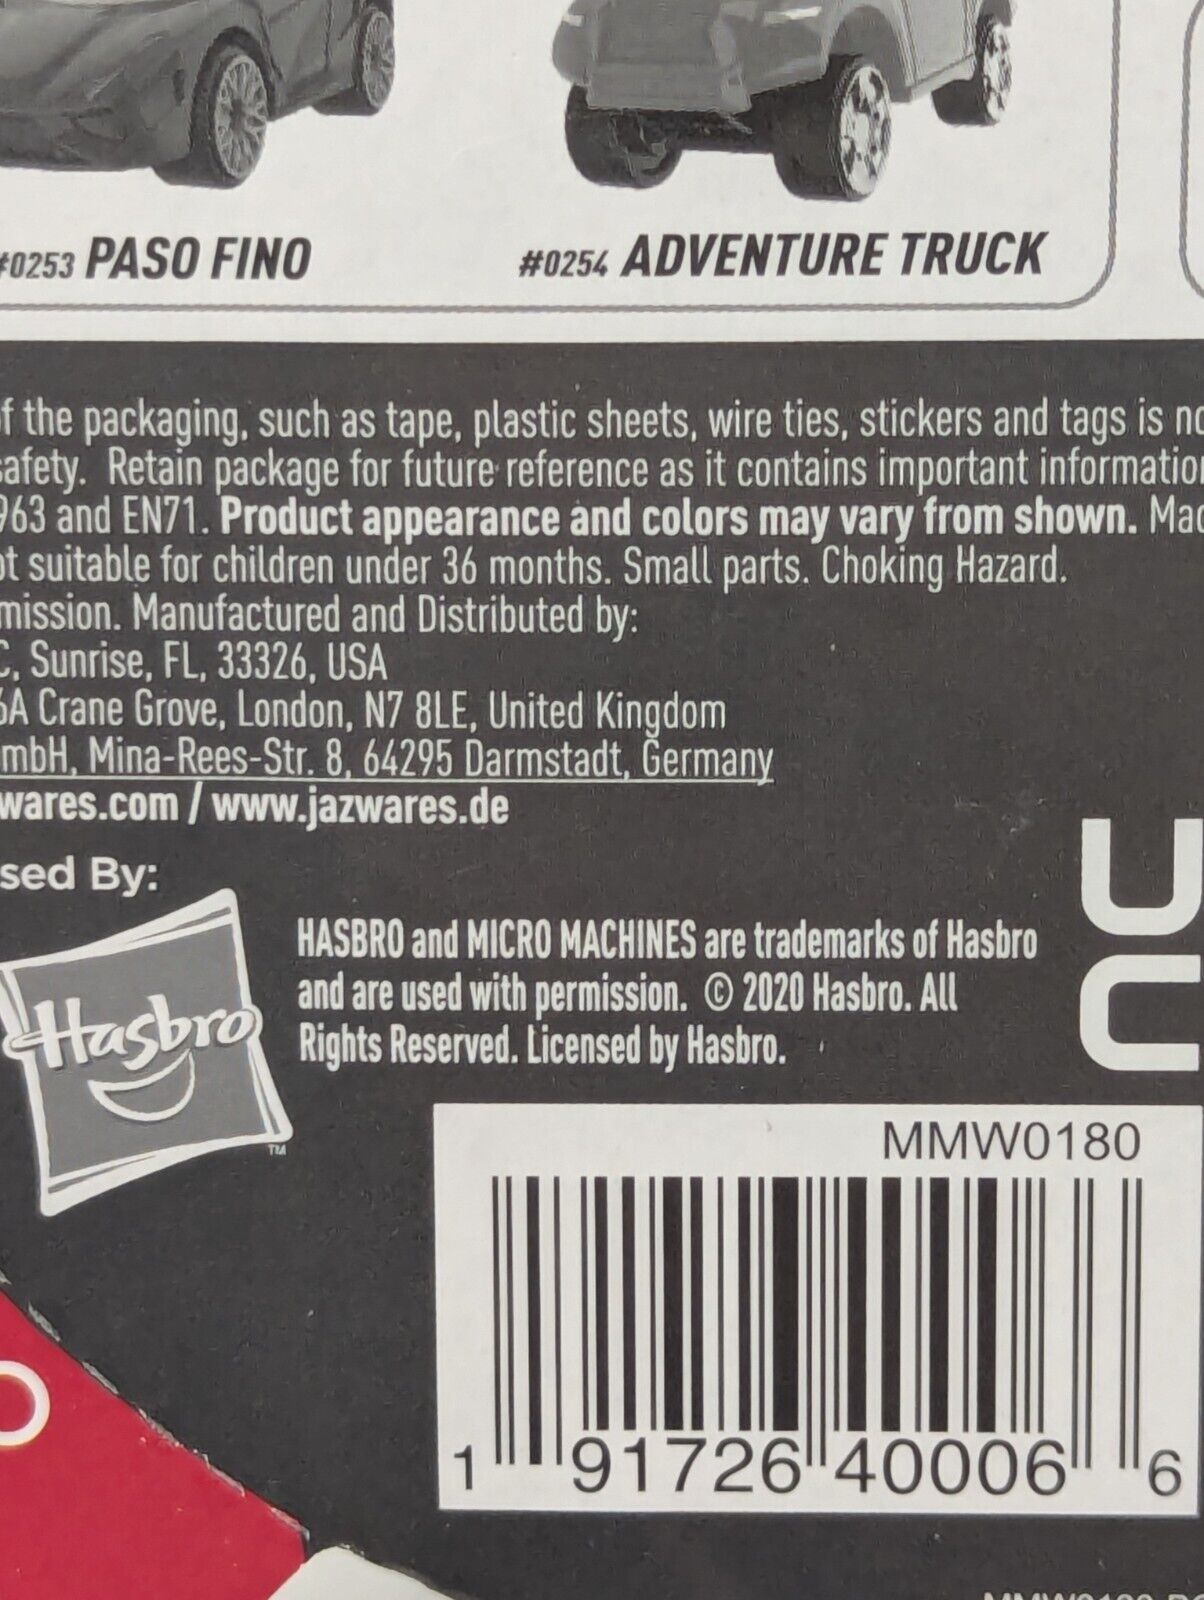 #0253 PASO FINO
#0254 ADVENTURE TRUCK
of the packaging, such as tape, plastic sheets, wire ties, stickers and tags is
safety. Retain package for future reference as it contains important information
963 and EN71. Product appearance and colors may vary from shown.
suitable for children under 36 months. Small parts. Choking Hazard.
Manufactured and Distributed by:
Sunrise, FL, 33326, USA
6A Crane Grove, London, N7 8LE, United Kingdom
mbH, Mina-Rees-Str. 8, 64295 Darmstadt, Germany
wares.com / www.jazwares.de
sed By:
Hasbro
TM
HASBRO and MICRO MACHINES are trademarks of Hasbro
and are used with permission. © 2020 Hasbro. All
Rights Reserved. Licensed by Hasbro.
MMW0180
1 91726 40006 6